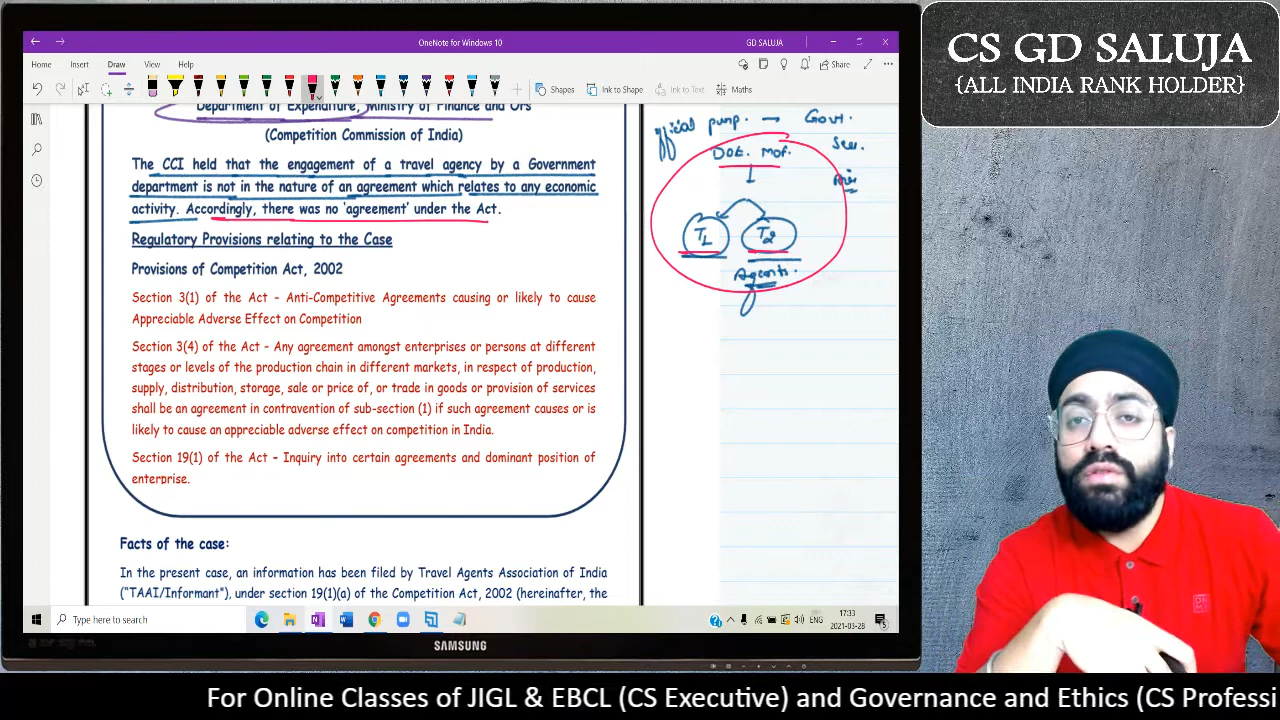 CS GD SALUJA
{ALL INDIA RANK HOLDER}
OneNote for Windows 10
GD SALUJA
Home Insert Draw View Help
Share
Shapes Ink to Shape Ink to Text Maths
Department of Expenditure, Ministry of Finance and Ors
(Competition Commission of India)
The CCI held that the engagement of a travel agency by a Government
department is not in the nature of an agreement which relates to any economic
activity. Accordingly, there was no 'agreement' under the Act.
Regulatory Provisions relating to the Case
Provisions of Competition Act, 2002
Section 3(1) of the Act – Anti-Competitive Agreements causing or likely to cause
Appreciable Adverse Effect on Competition
Section 3(4) of the Act – Any agreement amongst enterprises or persons at different
stages or levels of the production chain in different markets, in respect of production,
supply, distribution, storage, sale or price of, or trade in goods or provision of services
shall be an agreement in contravention of sub-section (1) if such agreement causes or is
likely to cause an appreciable adverse effect on competition in India.
Section 19(1) of the Act – Inquiry into certain agreements and dominant position of
enterprise.
Facts of the case:
In the present case, an information has been filed by Travel Agents Association of India
("TAAI/Informant"), under section 19(1)(a) of the Competition Act, 2002 (hereinafter, the
official purp. → Govt.
DoE. MoF.
T1 T2
Agents.
Type here to search
ENG
17:33
2021-03-28
SAMSUNG
For Online Classes of JIGL & EBCL (CS Executive) and Governance and Ethics (CS Professi